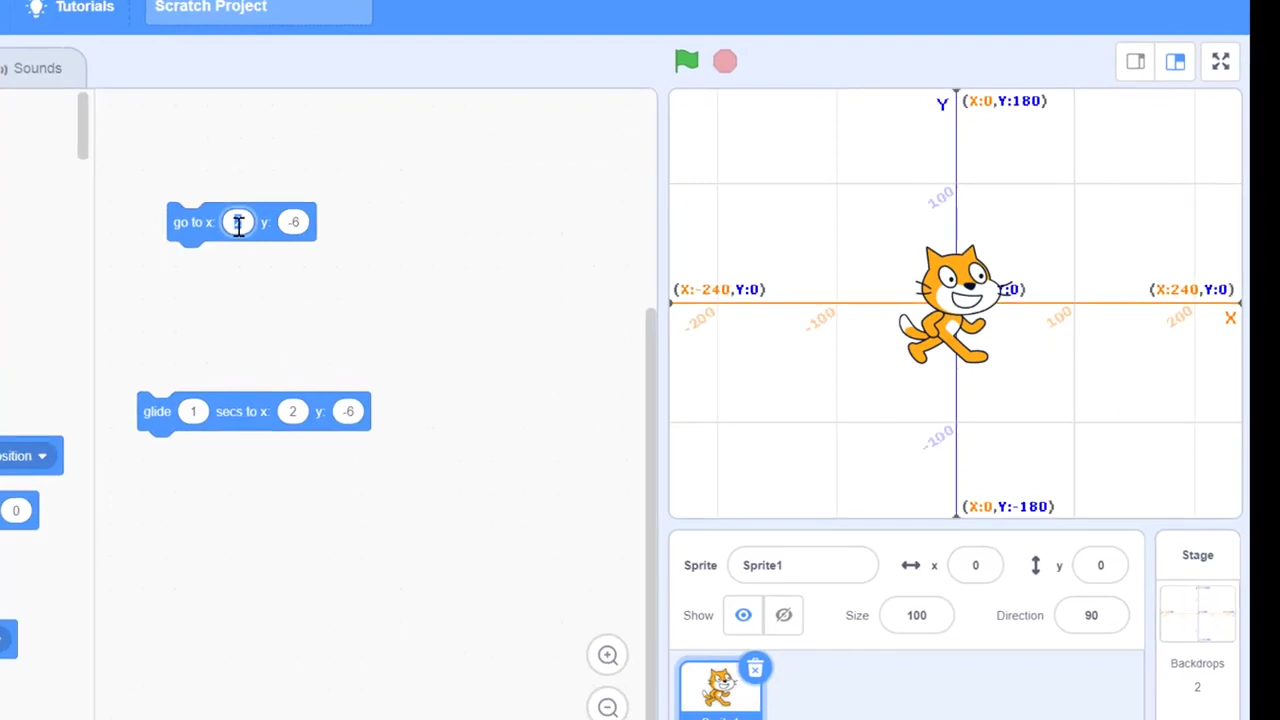 Tutorials
Scratch Project
Sounds
go to x:
y: -6
glide 1 secs to x: 2 y: -6
0
Y
(X:0,Y:180)
100
(X:-240,Y:0)
:0)
(X:240,Y:0)
-200
-100
100
200
X
-100
(X:0,Y:-180)
Sprite
Sprite1
x
0
y
0
Show
Size
100
Direction
90
Stage
Backdrops
2